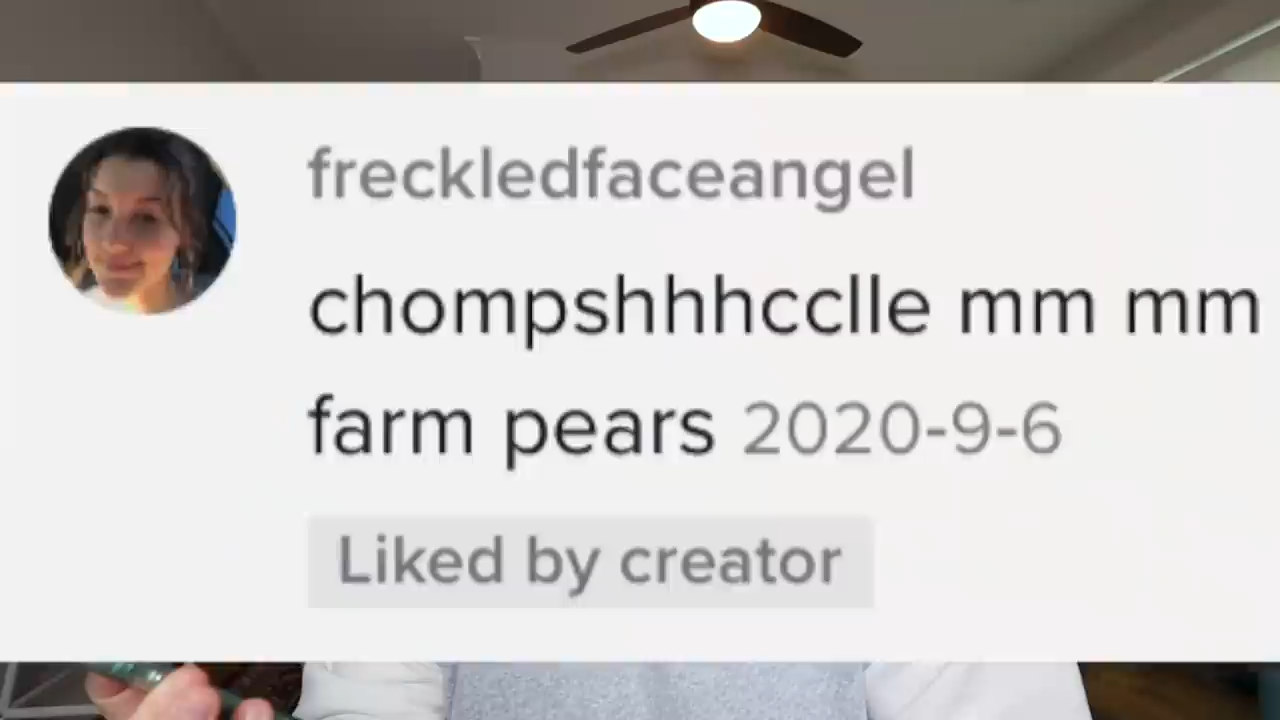 freckledfaceangel
chompshhhcclle mm mm
farm pears 2020-9-6
Liked by creator